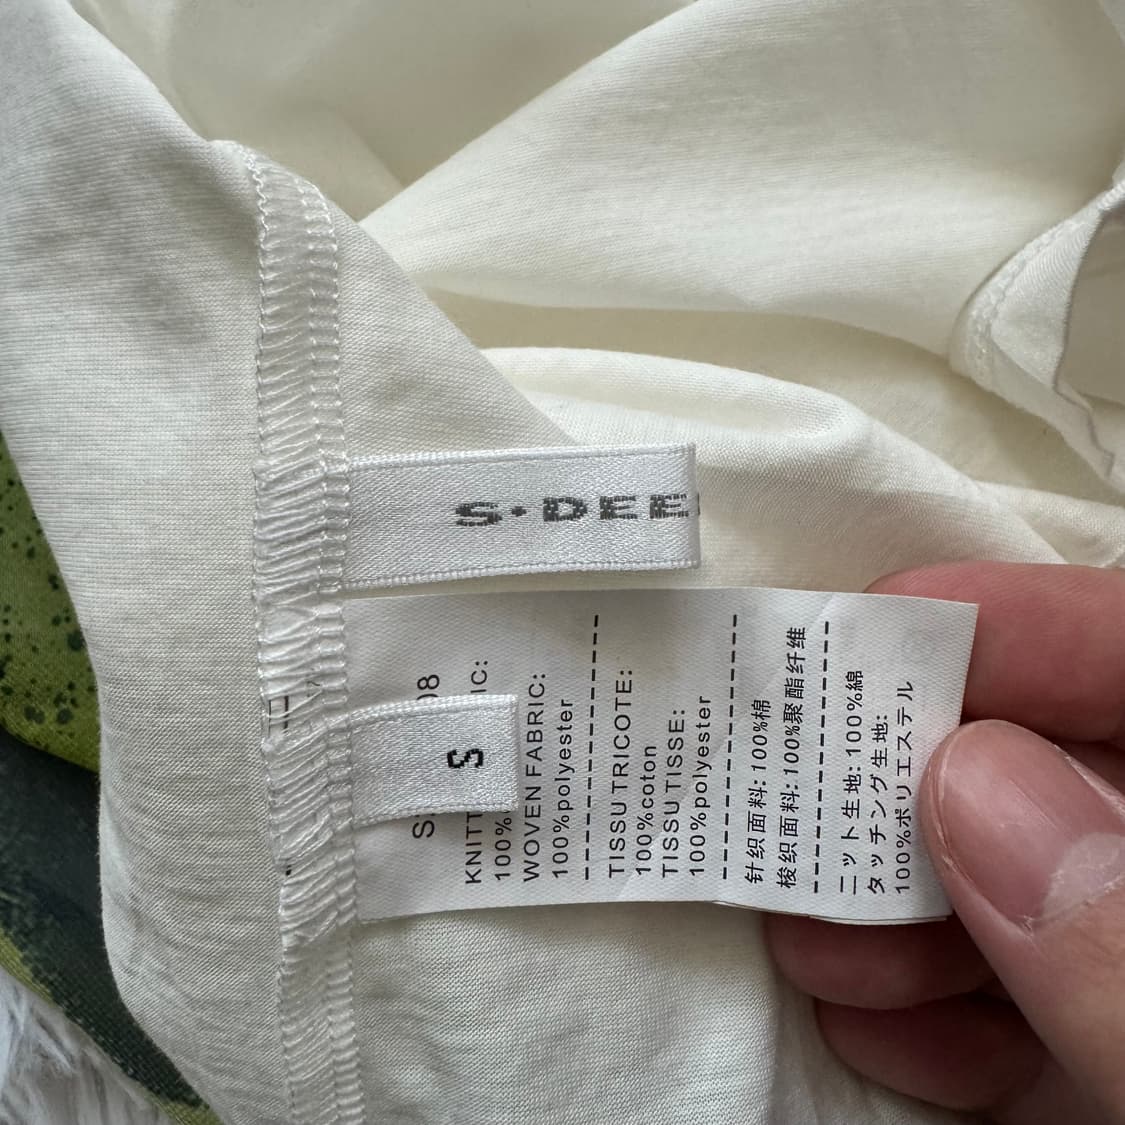 S·DEE
S
08
KNITT IC:
100%
WOVEN FABRIC:
100%polyester
TISSU TRICOTE:
100%coton
TISSU TISSE:
100%polyester
针织面料:100%棉
梭织面料:100%聚酯纤维
ニット生地:100%綿
タッチング生地:
100%ポリエステル